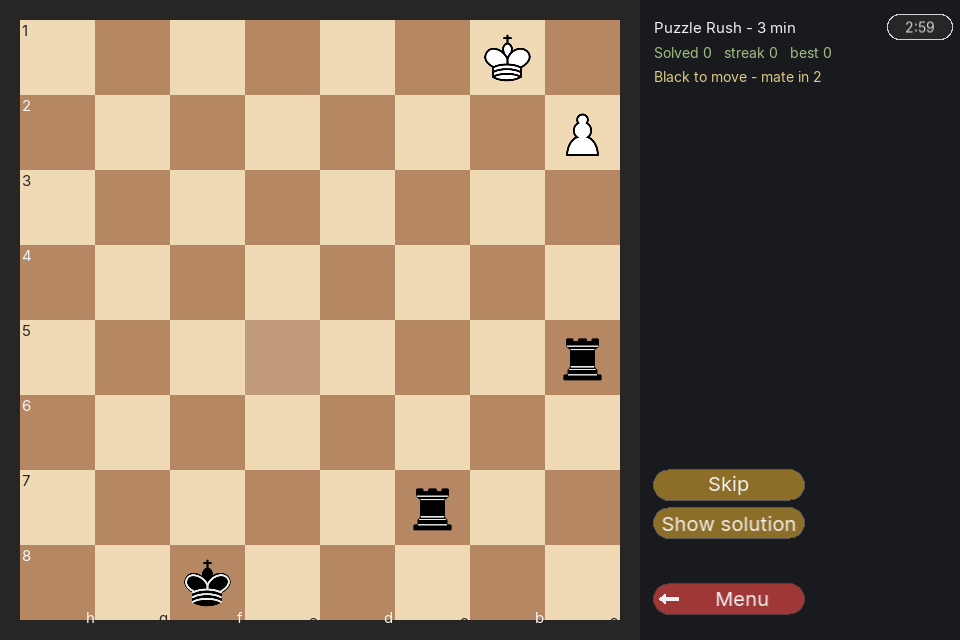 Puzzle Rush - 3 min
2:59
Solved 0 streak 0 best 0
Black to move - mate in 2
1
2
3
4
5
6
7
8
h g f d b
Skip
Show solution
Menu